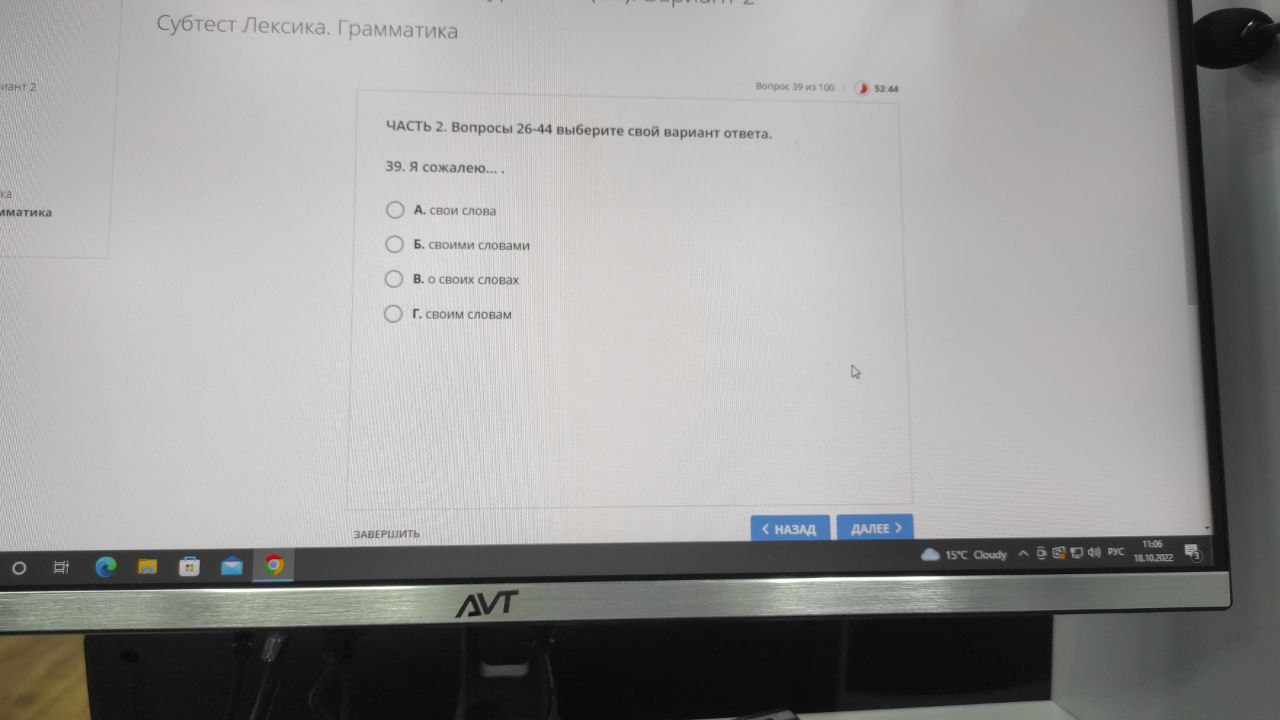 Субтест Лексика. Грамматика
иант 2
Вопрос 39 из 100
52:44
ЧАСТЬ 2. Вопросы 26-44 выберите свой вариант ответа.
39. Я сожалею... .
А. свои слова
Б. своими словами
В. о своих словах
Г. своим словам
ка
мматика
ЗАВЕРШИТЬ
НАЗАД
ДАЛЕЕ
15°C Cloudy
РУС
11:06
18.10.2022
3
AVT